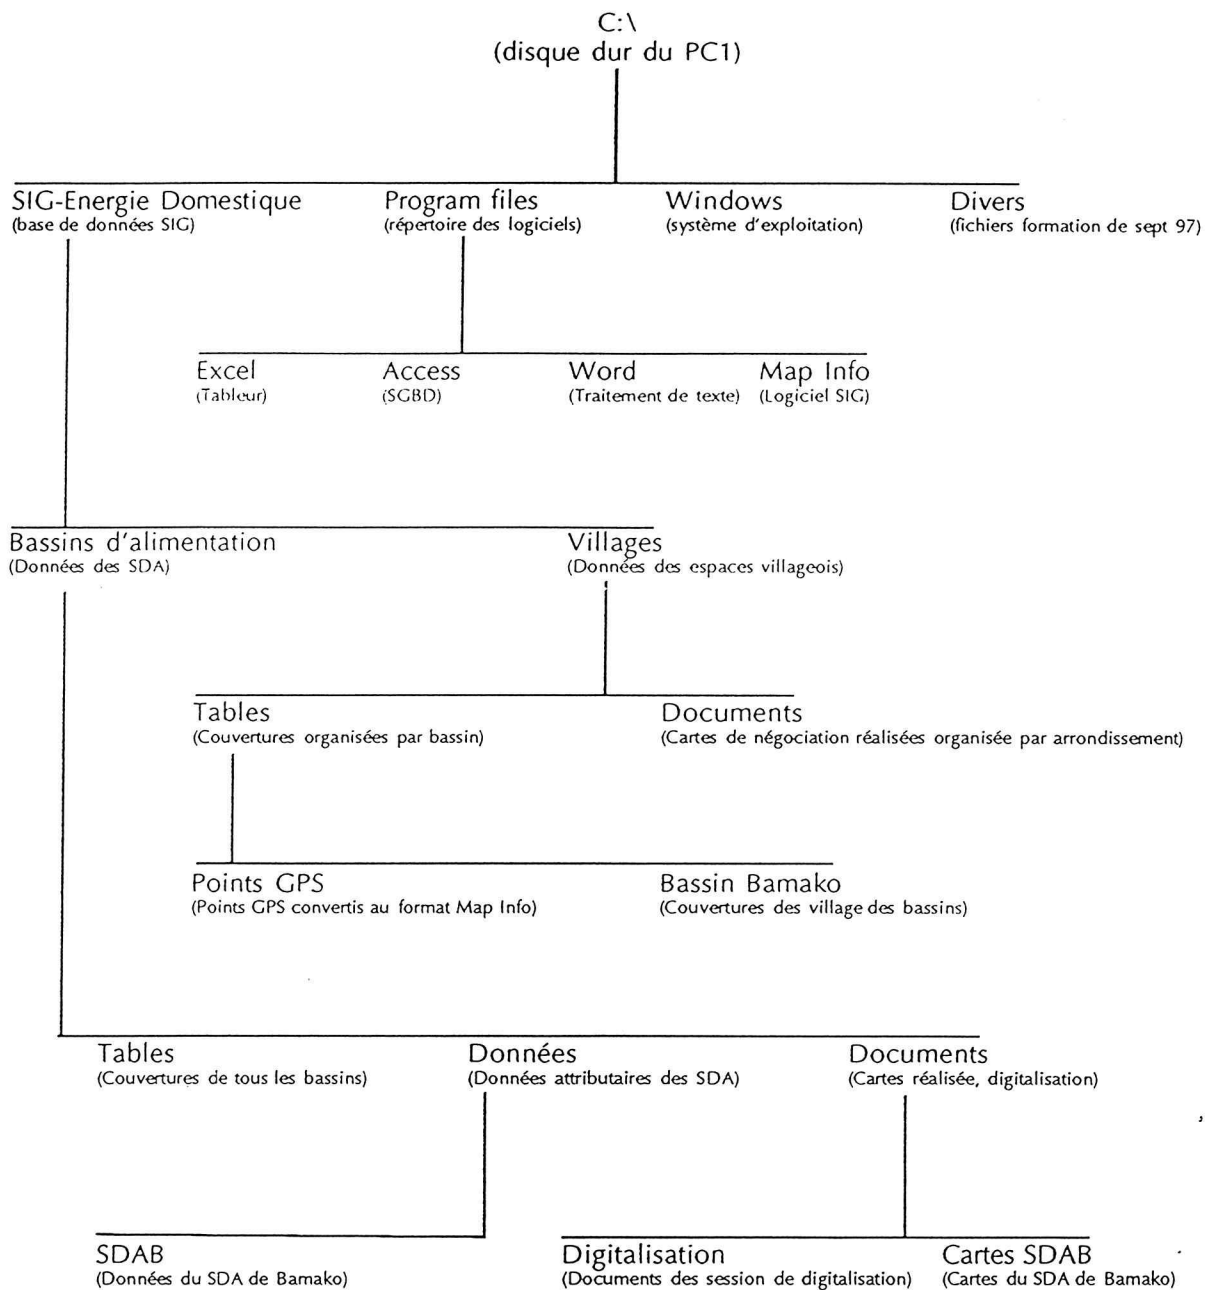 C:\
(disque dur du PC1)
SIG-Energie Domestique
(base de données SIG)
Program files
(répertoire des logiciels)
Windows
(système d'exploitation)
Divers
(fichiers formation de sept 97)
Excel
(Tableur)
Access
(SGBD)
Word
(Traitement de texte)
Map Info
(Logiciel SIG)
Bassins d'alimentation
(Données des SDA)
Villages
(Données des espaces villageois)
Tables
(Couvertures organisées par bassin)
Documents
(Cartes de négociation réalisées organisée par arrondissement)
Points GPS
(Points GPS convertis au format Map Info)
Bassin Bamako
(Couvertures des village des bassins)
Tables
(Couvertures de tous les bassins)
Données
(Données attributaires des SDA)
Documents
(Cartes réalisée, digitalisation)
SDAB
(Données du SDA de Bamako)
Digitalisation
(Documents des session de digitalisation)
Cartes SDAB
(Cartes du SDA de Bamako)